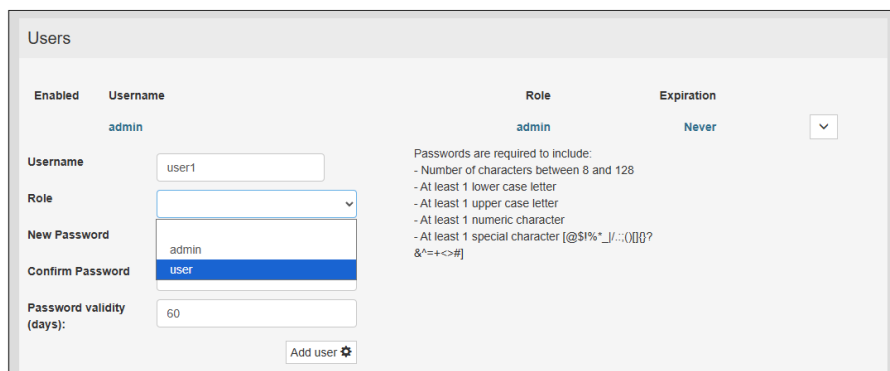 Users
Enabled Username Role Expiration
admin admin Never
Username user1
Role
New Password
admin
user
Confirm Password
Password validity
(days):
60
Add user
Passwords are required to include:
- Number of characters between 8 and 128
- At least 1 lower case letter
- At least 1 upper case letter
- At least 1 numeric character
- At least 1 special character [@$!%*_|/.:;()[]{}?
&^=+<>#]